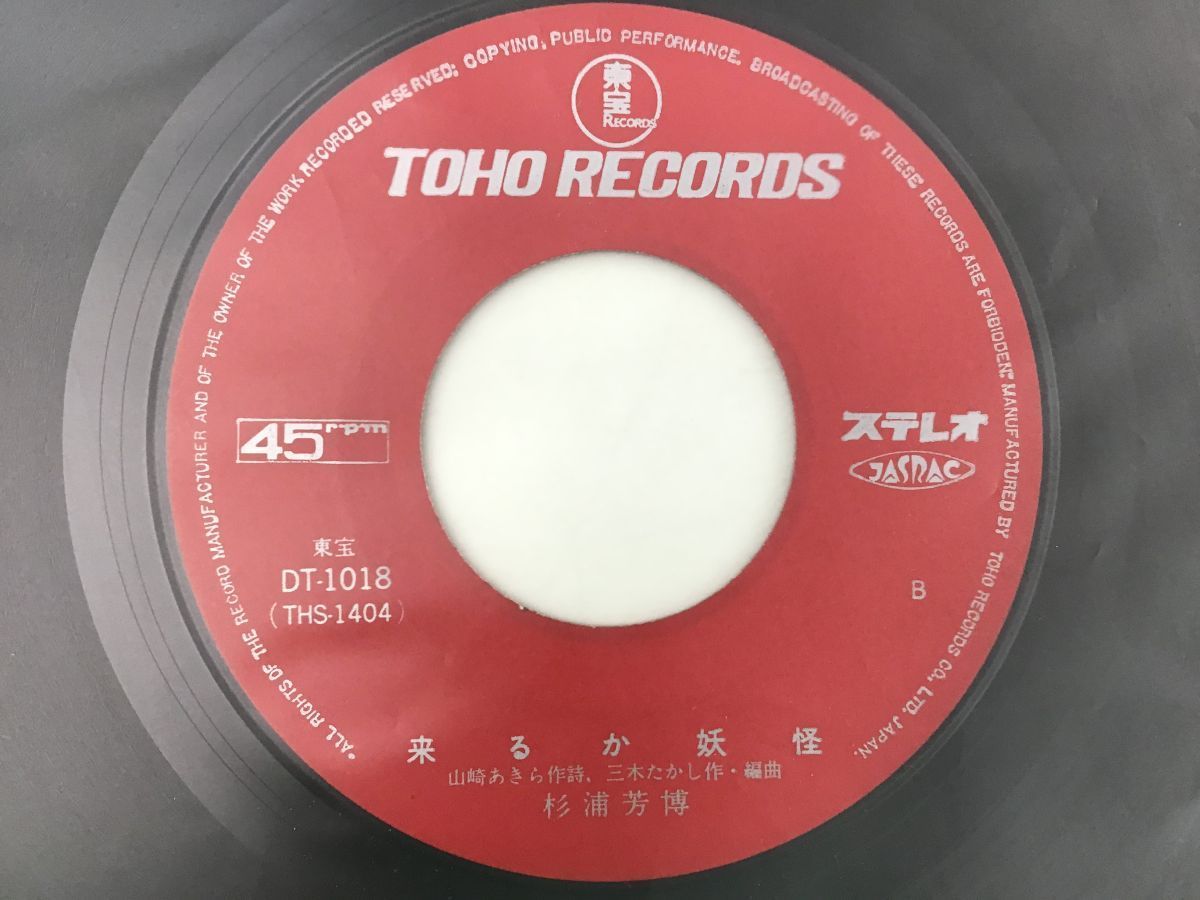 "ALL RIGHTS OF THE RECORD MANUFACTURER AND OF THE OWNER OF THE WORK RECORDED RESERVED; COPYING, PUBLIC PERFORMANCE. BROADCASTING OF THESE RECORDS ARE FORBIDDEN." MANUFACTURED BY TOHO RECORDS CO., LTD. JAPAN.
東宝
RECORDS
TOHO RECORDS
45rpm
ステレオ
JASRAC
東宝
DT-1018
(THS-1404)
B
来るか妖怪
山崎あきら作詩、三木たかし作・編曲
杉浦芳博